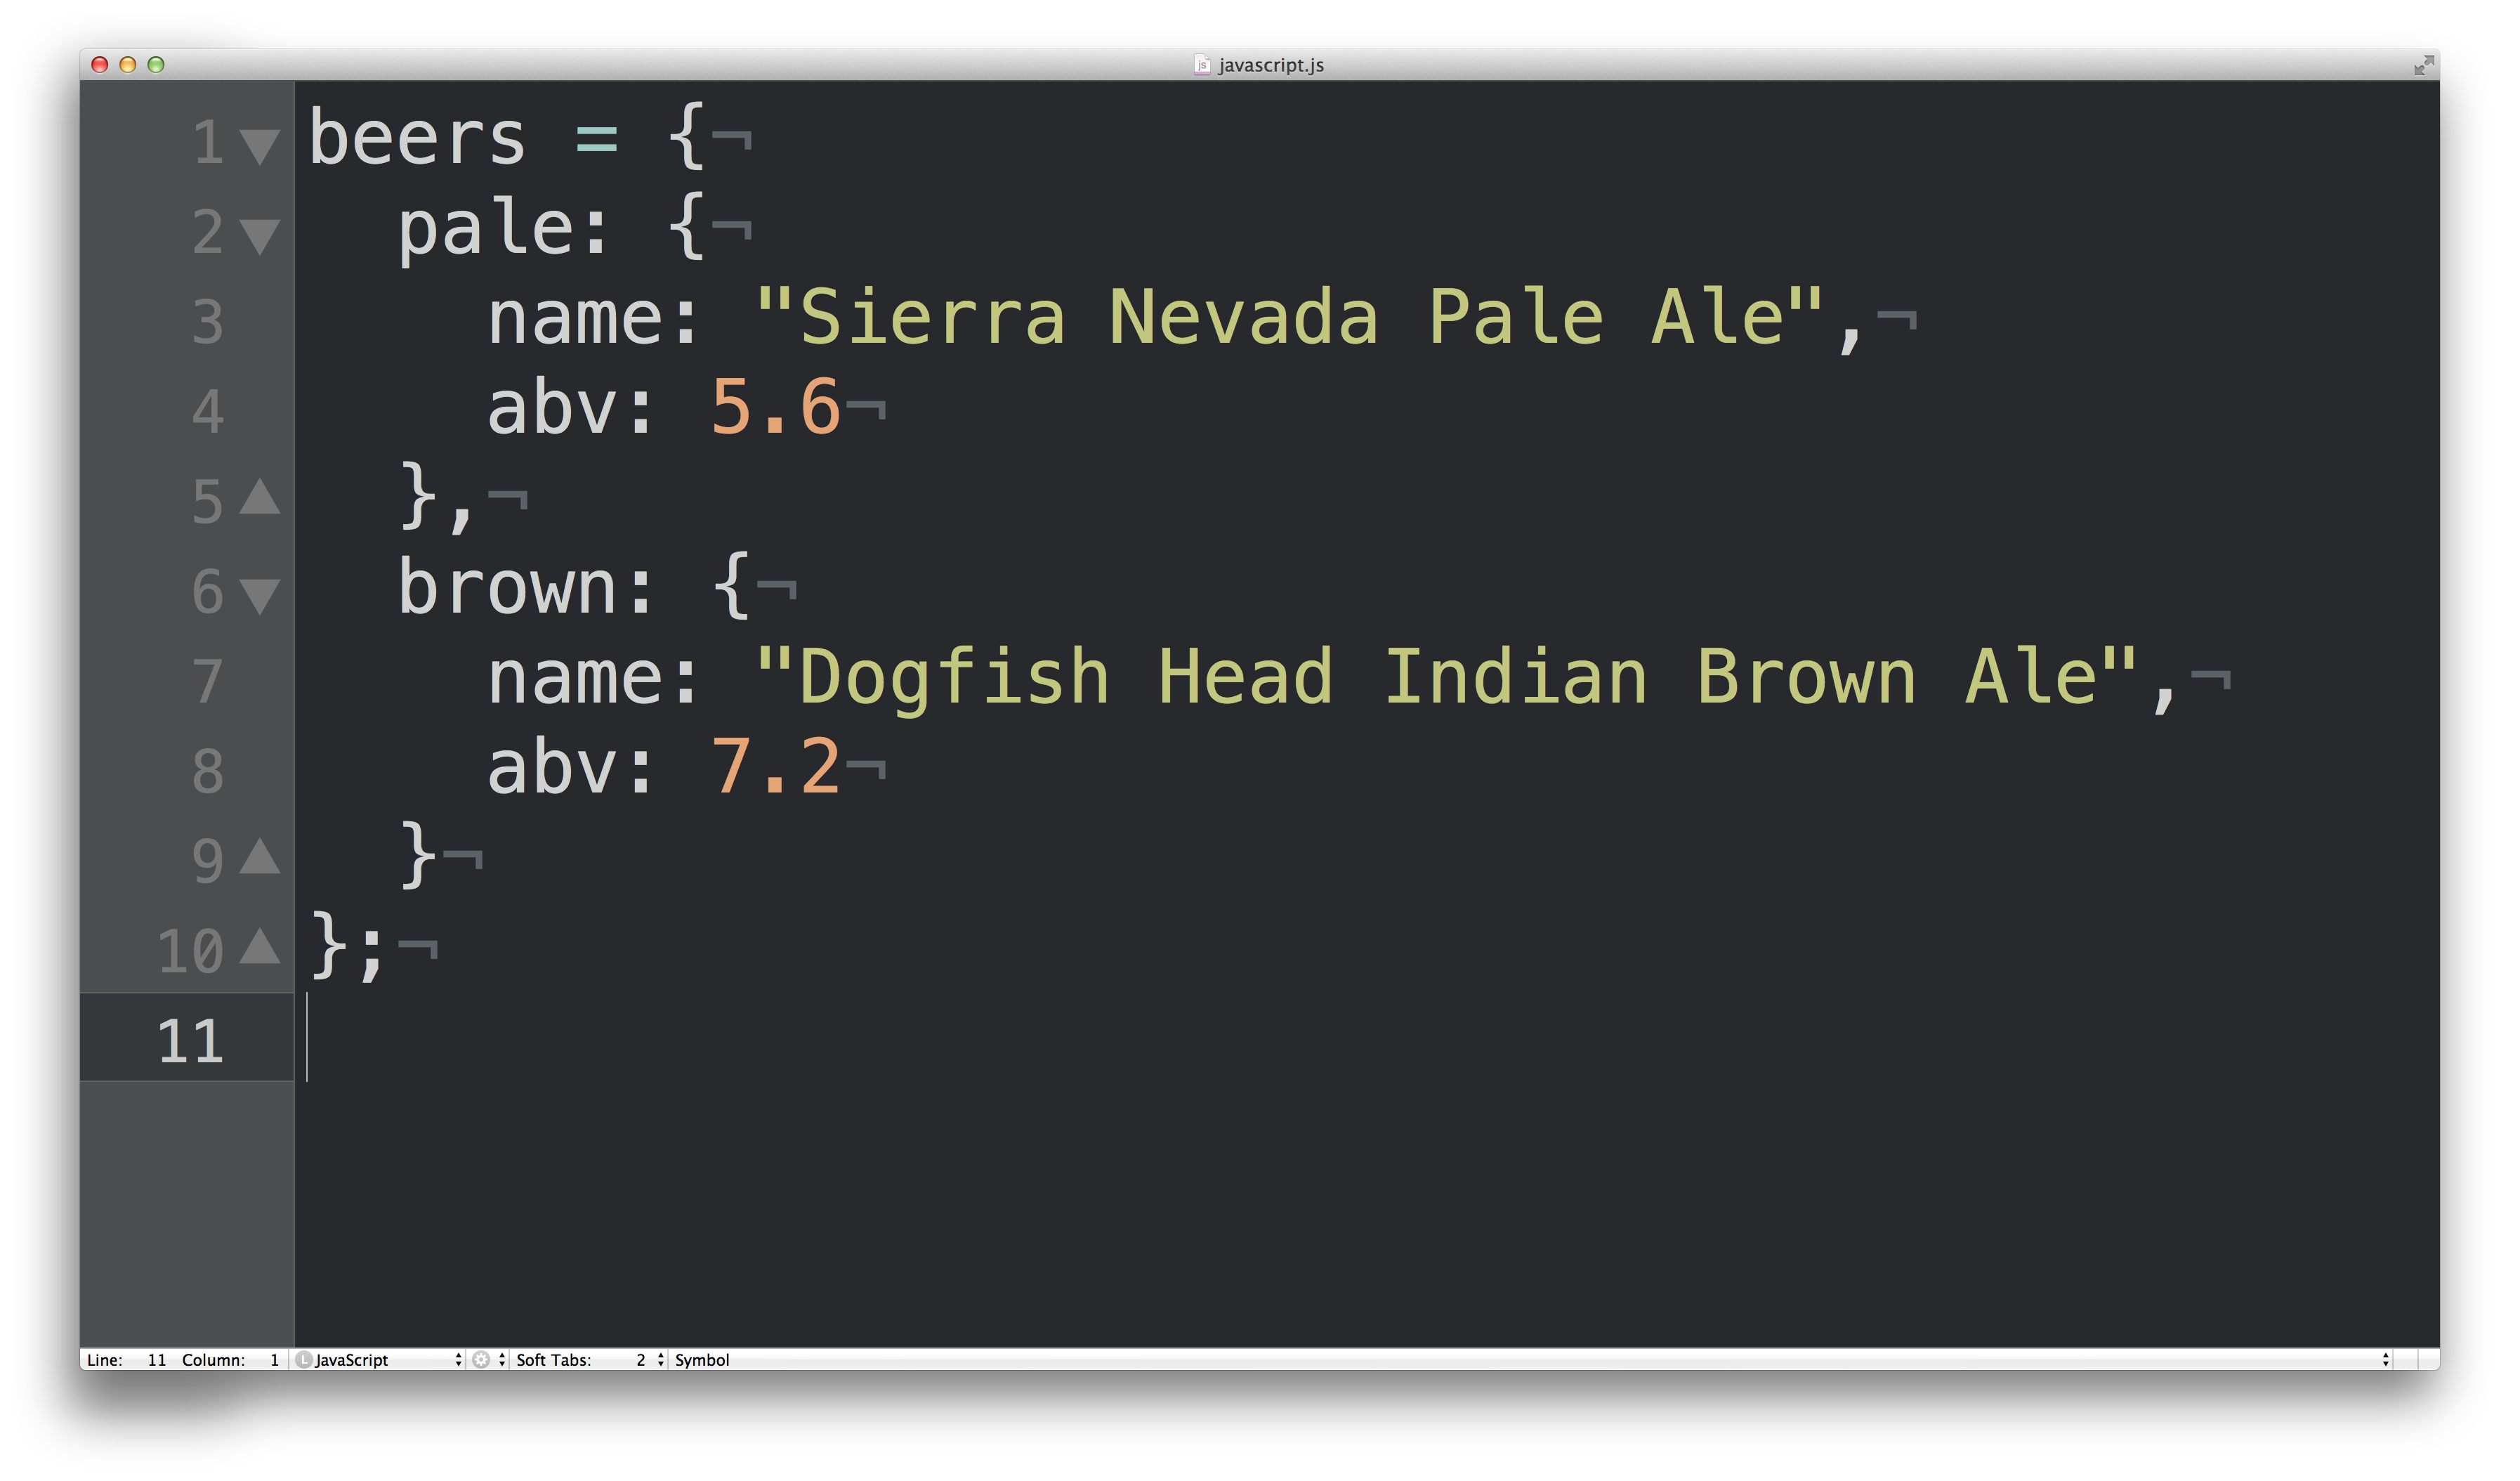 javascript.js
1 beers = {¬
2   pale: {¬
3     name: "Sierra Nevada Pale Ale",¬
4     abv: 5.6¬
5   },¬
6   brown: {¬
7     name: "Dogfish Head Indian Brown Ale",¬
8     abv: 7.2¬
9   }¬
10 };¬
11
Line: 11 Column: 1 L JavaScript Soft Tabs: 2 Symbol